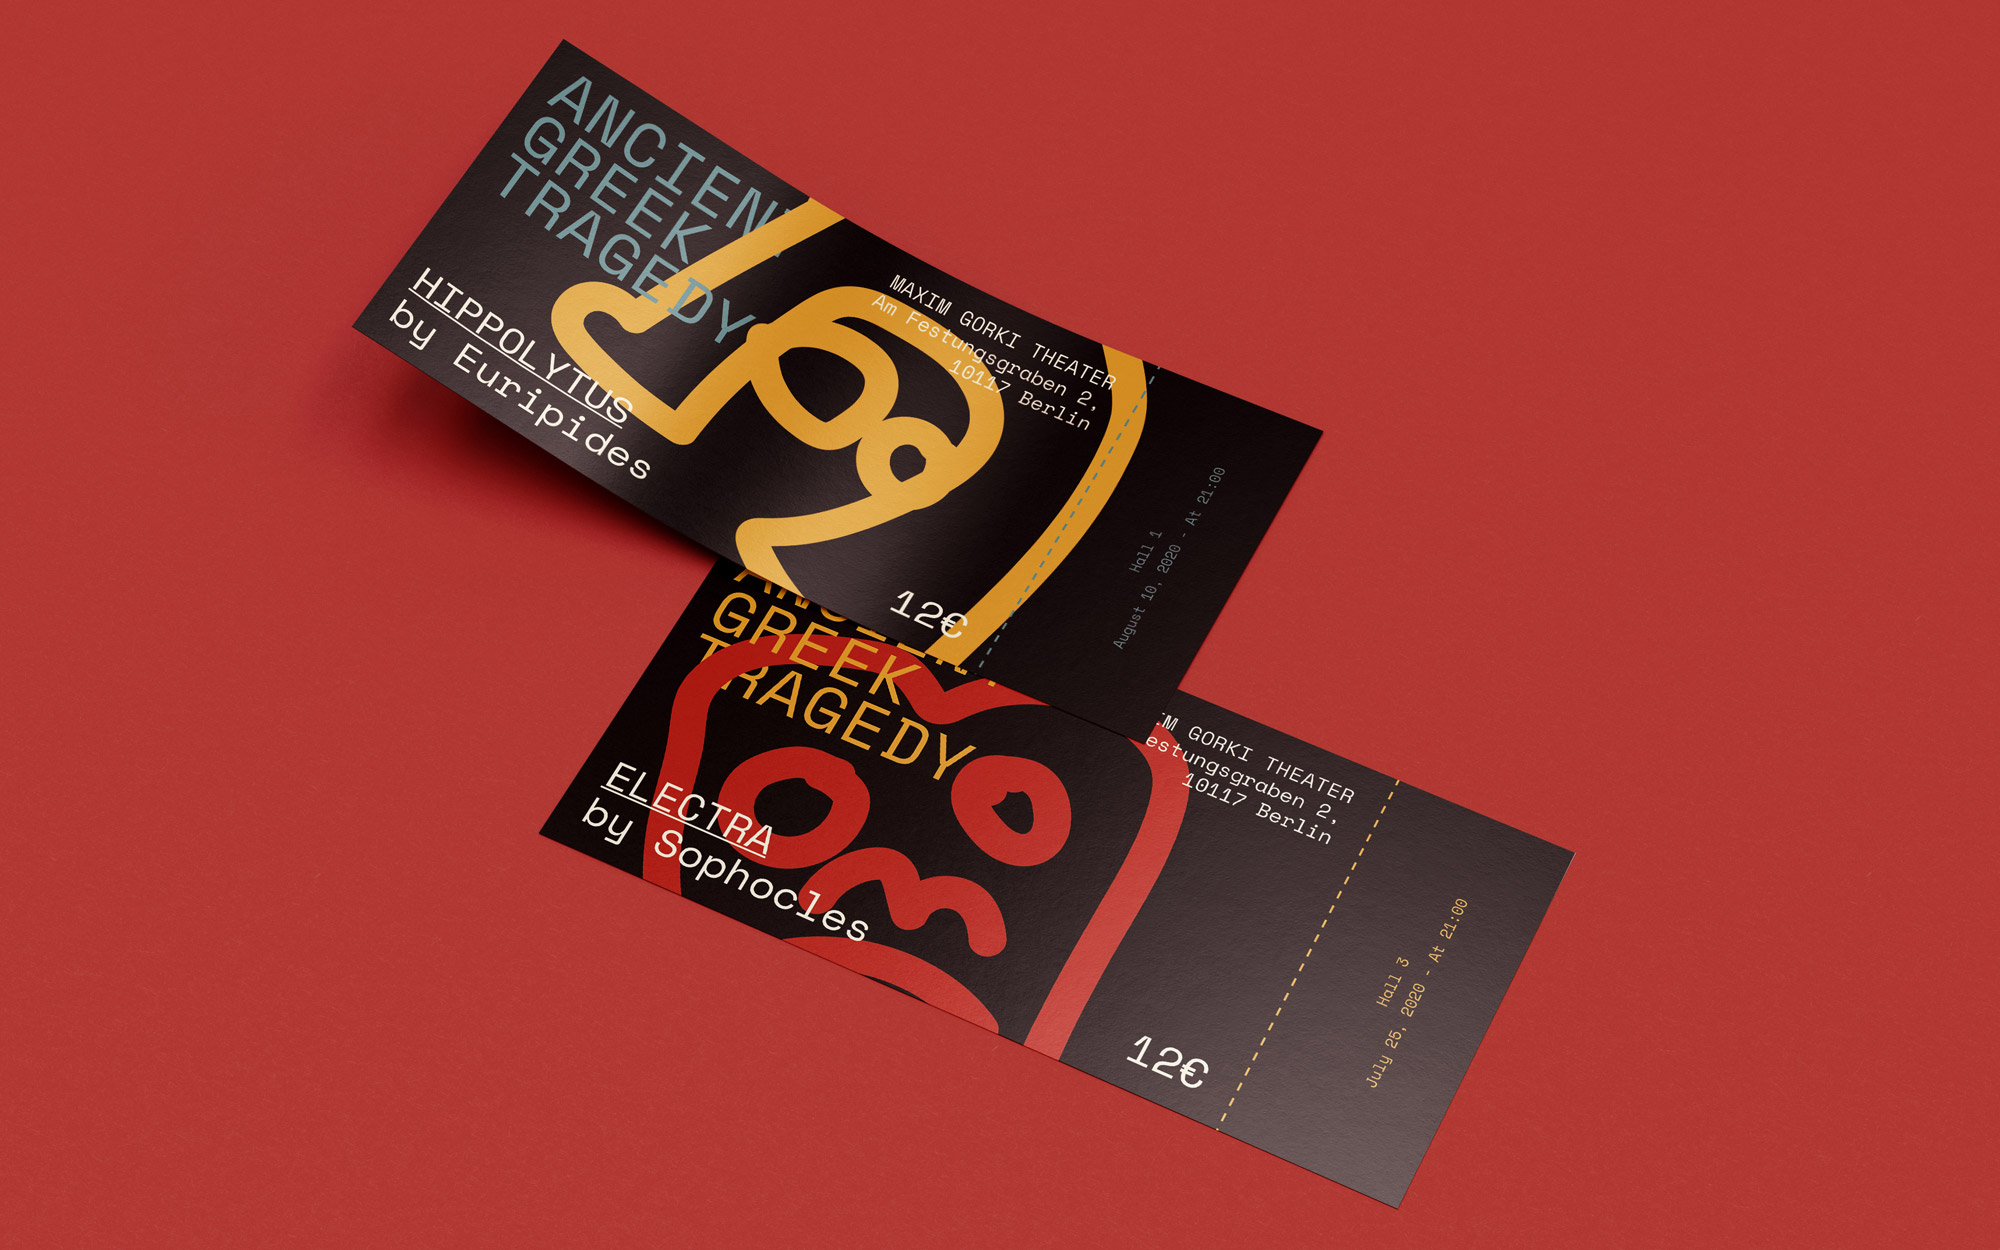 ANCIENT
GREEK
TRAGEDY
HIPPOLYTUS
by Euripides
MAXIM GORKI THEATER
Am Festungsgraben 2,
10117 Berlin
12€
Hall 1
August 10, 2020 - At 21:00
ANCIENT
GREEK
TRAGEDY
ELECTRA
by Sophocles
IM GORKI THEATER
estungsgraben 2,
10117 Berlin
12€
Hall 3
July 25, 2020 - At 21:00